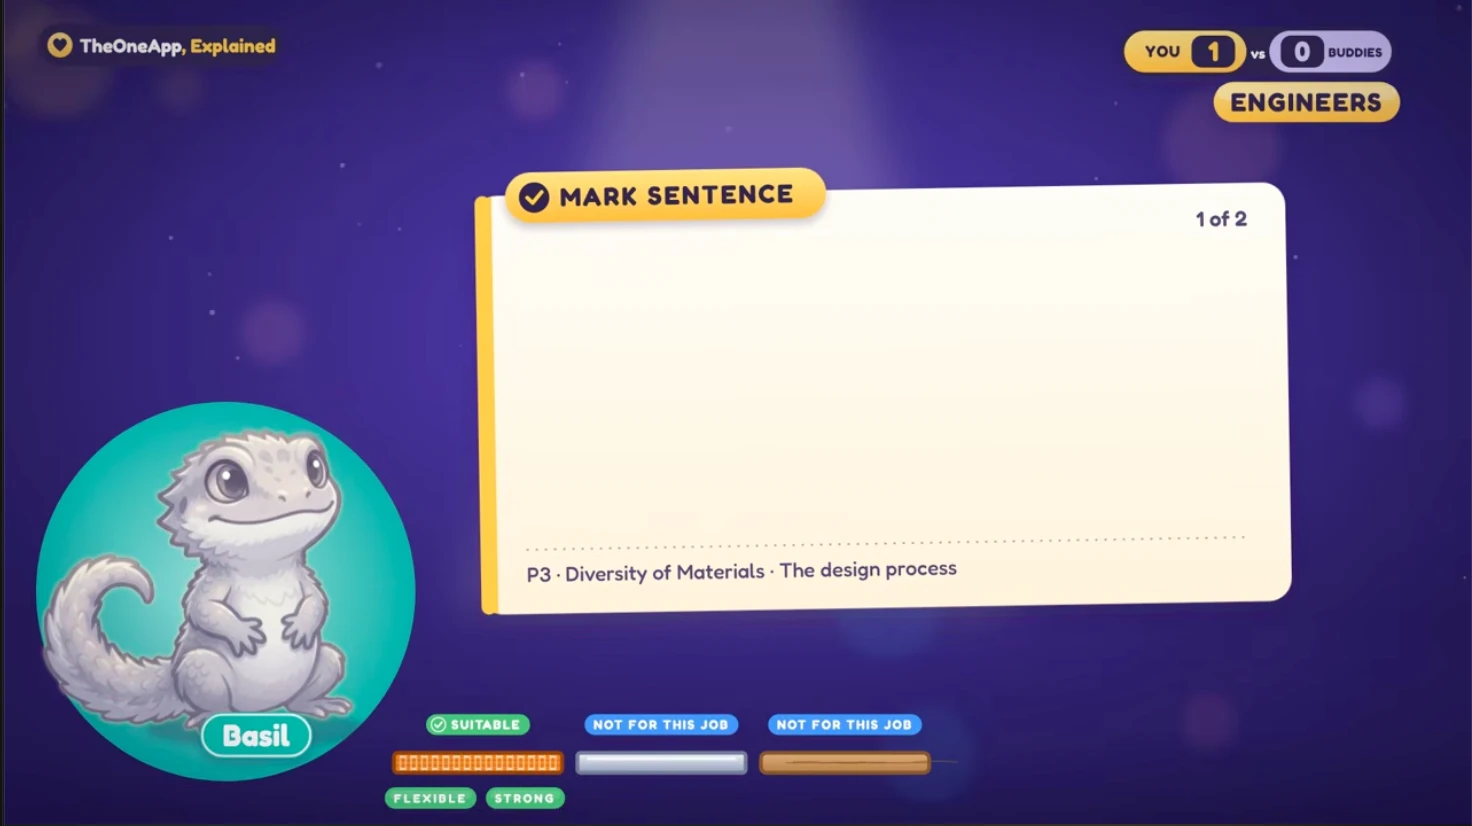 TheOneApp, Explained
YOU 1 vs 0 BUDDIES
ENGINEERS
MARK SENTENCE
1 of 2
P3 · Diversity of Materials · The design process
Basil
SUITABLE
NOT FOR THIS JOB
NOT FOR THIS JOB
FLEXIBLE
STRONG